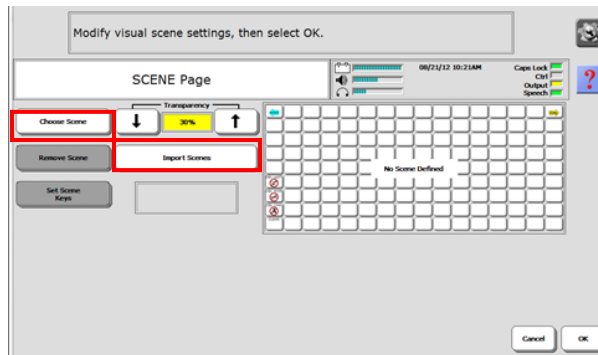 Modify visual scene settings, then select OK.
SCENE Page
08/21/12 10:21AM
Caps Lock
Ctrl
Output
Speech
?
Choose Scene
Transparency
30%
Remove Scene
Import Scenes
Set Scene
Keys
No Scene Defined
Cancel
OK